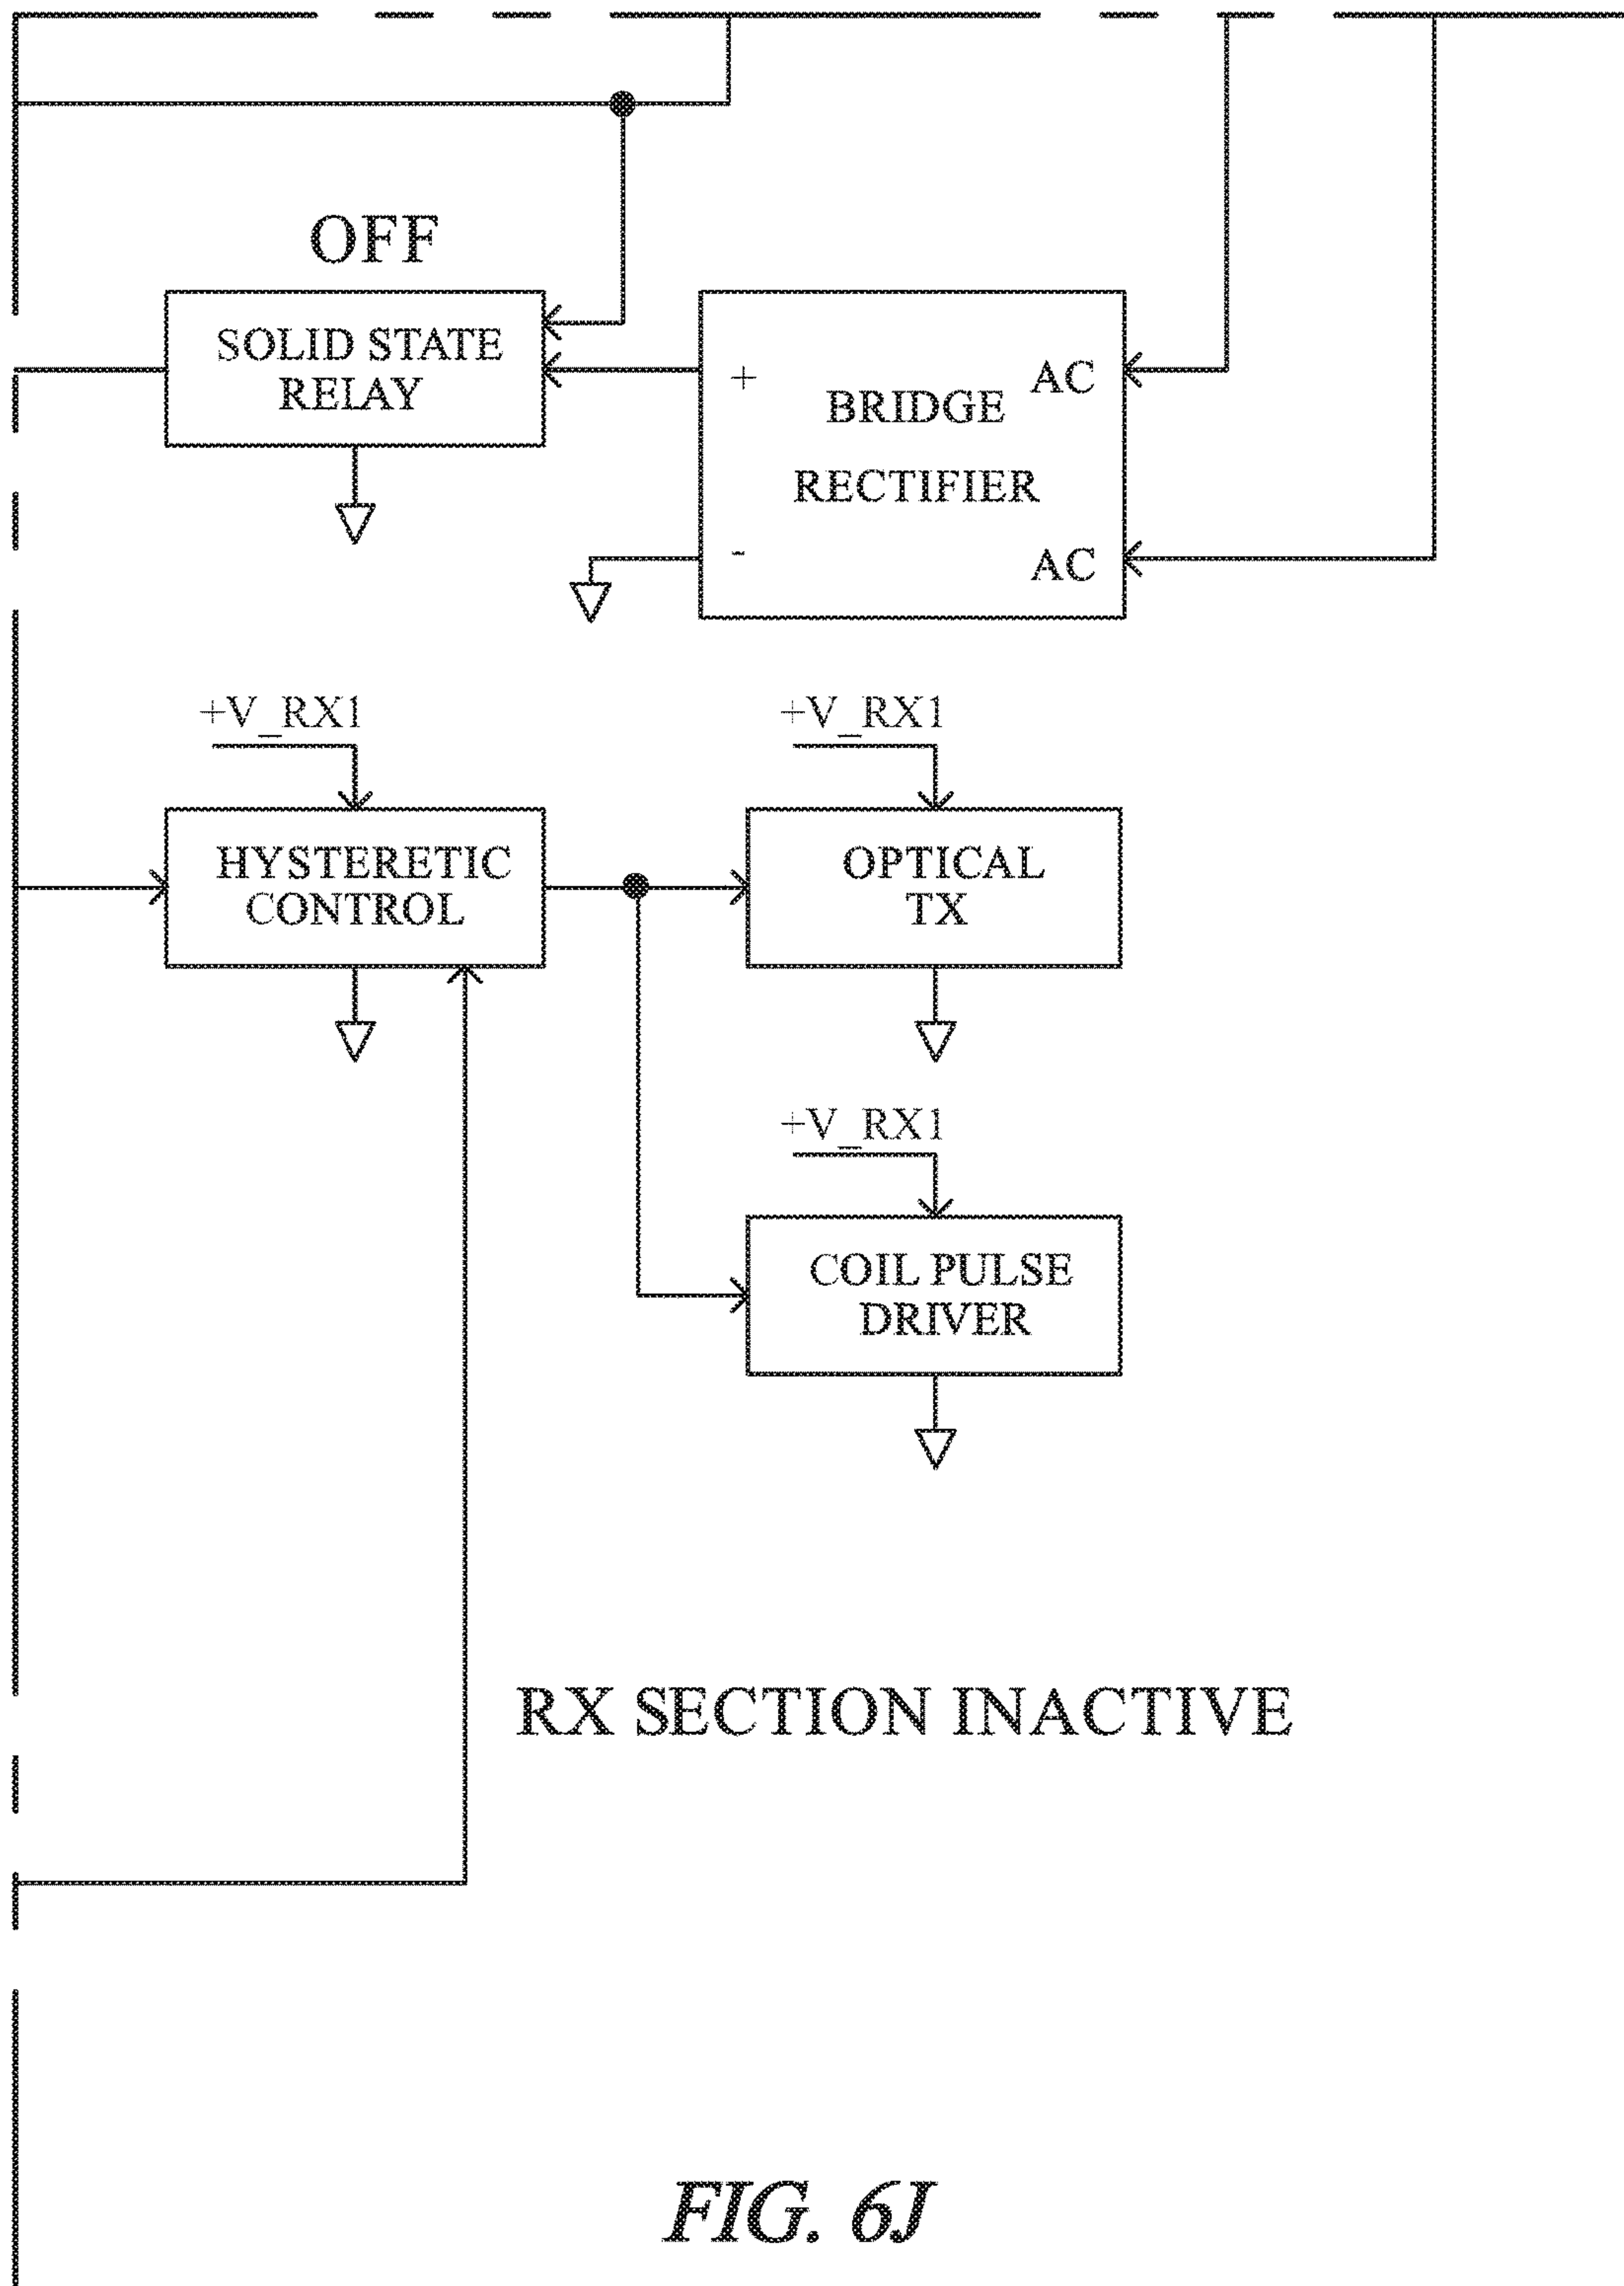 OFF
SOLID STATE
RELAY
+
AC
BRIDGE
RECTIFIER
-
AC
+V_RX1
+V_RX1
HYSTERETIC
CONTROL
OPTICAL
TX
+V_RX1
COIL PULSE
DRIVER
RX SECTION INACTIVE
FIG. 6J